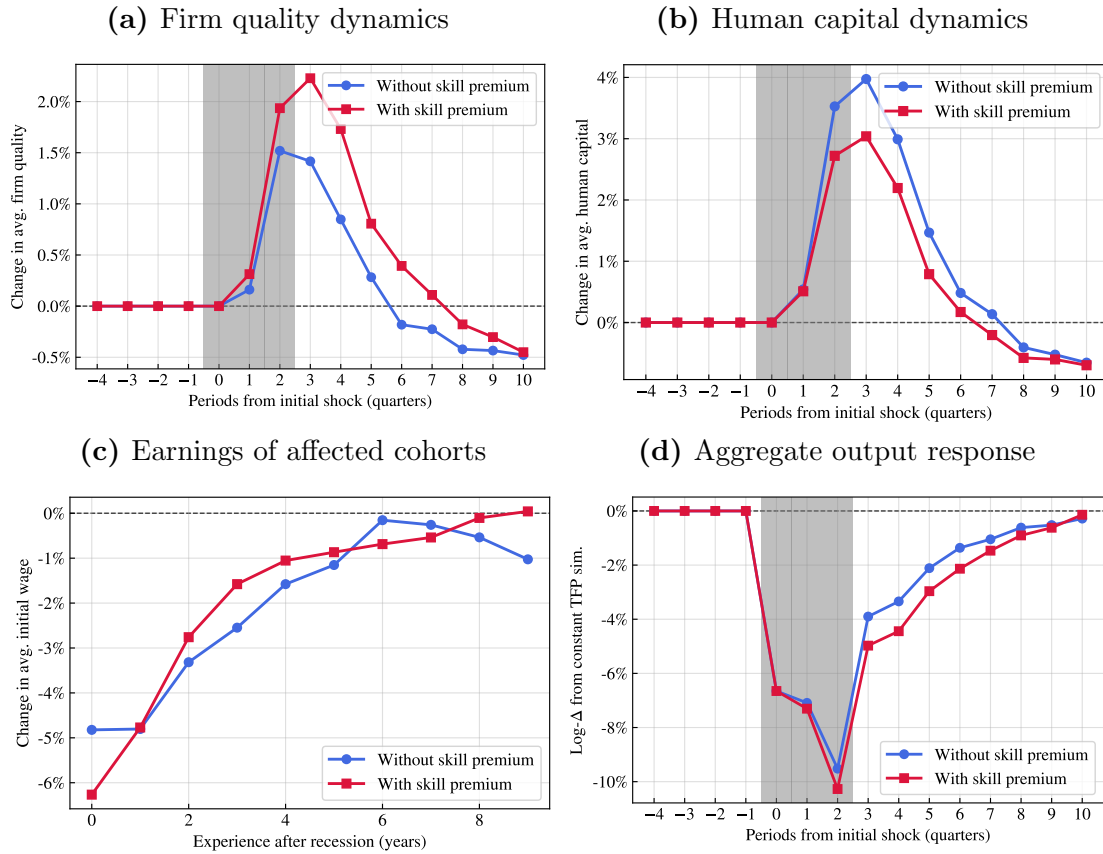 (a) Firm quality dynamics
Change in avg. firm quality
2.0%
1.5%
1.0%
0.5%
0.0%
-0.5%
Without skill premium
With skill premium
−4 −3 −2 −1 0 1 2 3 4 5 6 7 8 9 10
Periods from initial shock (quarters)
(b) Human capital dynamics
Change in avg. human capital
4%
3%
2%
1%
0%
Without skill premium
With skill premium
−4 −3 −2 −1 0 1 2 3 4 5 6 7 8 9 10
Periods from initial shock (quarters)
(c) Earnings of affected cohorts
Change in avg. initial wage
0%
-1%
-2%
-3%
-4%
-5%
-6%
Without skill premium
With skill premium
0 2 4 6 8
Experience after recession (years)
(d) Aggregate output response
Log-Δ from constant TFP sim.
0%
-2%
-4%
-6%
-8%
-10%
Without skill premium
With skill premium
−4 −3 −2 −1 0 1 2 3 4 5 6 7 8 9 10
Periods from initial shock (quarters)